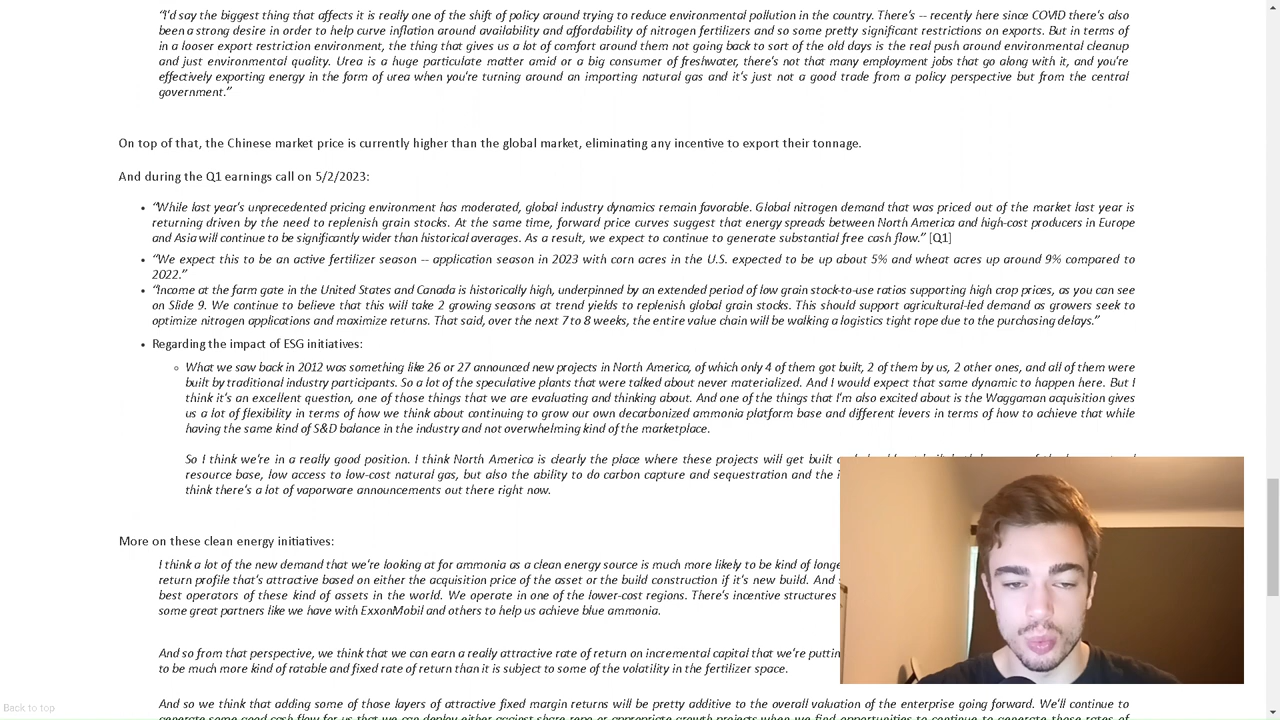 "I'd say the biggest thing that affects it is really one of the shift of policy around trying to reduce environmental pollution in the country. There's -- recently here since COVID there's also
been a strong desire in order to help curve inflation around availability and affordability of nitrogen fertilizers and so some pretty significant restrictions on exports. But in terms of
in a looser export restriction environment, the thing that gives us a lot of comfort around them not going back to sort of the old days is the real push around environmental cleanup
and just environmental quality. Urea is a huge particulate matter amid or a big consumer of freshwater, there's not that many employment jobs that go along with it, and you're
effectively exporting energy in the form of urea when you're turning around an importing natural gas and it's just not a good trade from a policy perspective but from the central
government."
On top of that, the Chinese market price is currently higher than the global market, eliminating any incentive to export their tonnage.
And during the Q1 earnings call on 5/2/2023:
• "While last year's unprecedented pricing environment has moderated, global industry dynamics remain favorable. Global nitrogen demand that was priced out of the market last year is
returning driven by the need to replenish grain stocks. At the same time, forward price curves suggest that energy spreads between North America and high-cost producers in Europe
and Asia will continue to be significantly wider than historical averages. As a result, we expect to continue to generate substantial free cash flow." [Q1]
• "We expect this to be an active fertilizer season -- application season in 2023 with corn acres in the U.S. expected to be up about 5% and wheat acres up around 9% compared to
2022."
• "Income at the farm gate in the United States and Canada is historically high, underpinned by an extended period of low grain stock-to-use ratios supporting high crop prices, as you can see
on Slide 9. We continue to believe that this will take 2 growing seasons at trend yields to replenish global grain stocks. This should support agricultural-led demand as growers seek to
optimize nitrogen applications and maximize returns. That said, over the next 7 to 8 weeks, the entire value chain will be walking a logistics tight rope due to the purchasing delays."
• Regarding the impact of ESG initiatives:
◦ What we saw back in 2012 was something like 26 or 27 announced new projects in North America, of which only 4 of them got built, 2 of them by us, 2 other ones, and all of them were
built by traditional industry participants. So a lot of the speculative plants that were talked about never materialized. And I would expect that same dynamic to happen here. But I
think it's an excellent question, one of those things that we are evaluating and thinking about. And one of the things that I'm also excited about is the Waggaman acquisition gives
us a lot of flexibility in terms of how we think about continuing to grow our own decarbonized ammonia platform base and different levers in terms of how to achieve that while
having the same kind of S&D balance in the industry and not overwhelming kind of the marketplace.
So I think we're in a really good position. I think North America is clearly the place where these projects will get built
resource base, low access to low-cost natural gas, but also the ability to do carbon capture and sequestration and the
think there's a lot of vaporware announcements out there right now.
More on these clean energy initiatives:
I think a lot of the new demand that we're looking at for ammonia as a clean energy source is much more likely to be kind of
return profile that's attractive based on either the acquisition price of the asset or the build construction if it's new build. And
best operators of these kind of assets in the world. We operate in one of the lower-cost regions. There's incentive structures
some great partners like we have with ExxonMobil and others to help us achieve blue ammonia.
And so from that perspective, we think that we can earn a really attractive rate of return on incremental capital that we're
to be much more kind of ratable and fixed rate of return than it is subject to some of the volatility in the fertilizer space.
And so we think that adding some of those layers of attractive fixed margin returns will be pretty additive to the overall valuation of the enterprise going forward. We'll continue to
generate some good cash flow for us that we can deploy either against share repo or appropriate growth projects when we find opportunities to continue to generate those rates of
Back to top